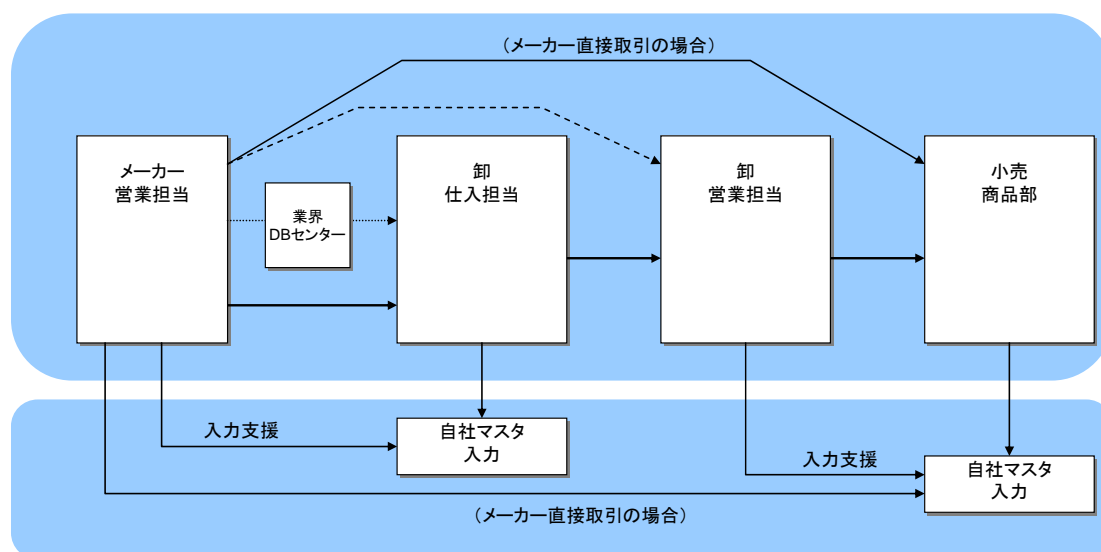 （メーカー直接取引の場合）
メーカー
営業担当
卸
仕入担当
卸
営業担当
小売
商品部
業界
DBセンター
自社マスタ
入力
入力支援
入力支援
自社マスタ
入力
（メーカー直接取引の場合）